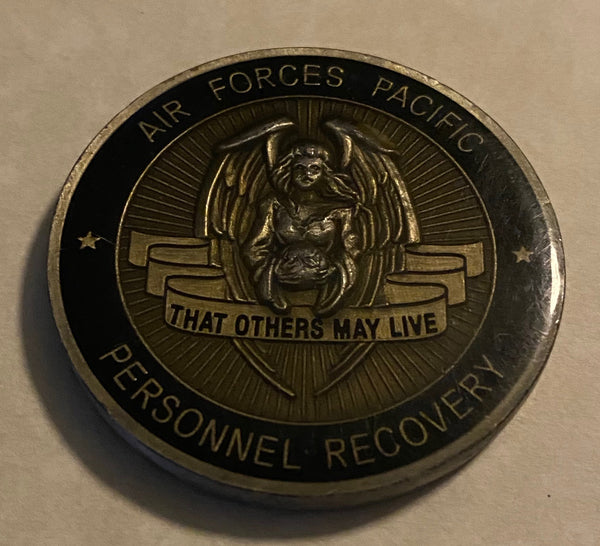 AIR FORCES PACIFIC
THAT OTHERS MAY LIVE
PERSONNEL RECOVERY